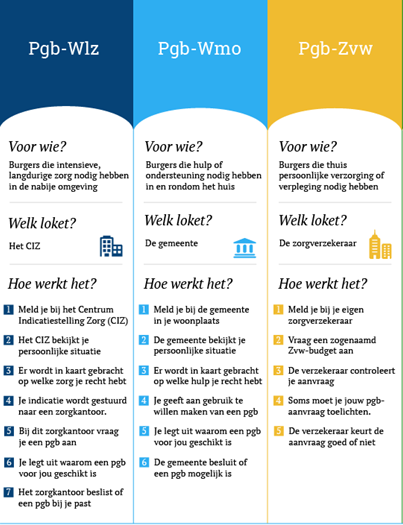 Pgb-Wlz
Voor wie?
Burgers die intensieve,
langdurige zorg nodig hebben
in de nabije omgeving
Welk loket?
Het CIZ
Hoe werkt het?
1 Meld je bij het Centrum
Indicatiestelling Zorg (CIZ)
2 Het CIZ bekijkt je
persoonlijke situatie
3 Er wordt in kaart gebracht
op welke zorg je recht hebt
4 Je indicatie wordt gestuurd
naar een zorgkantoor.
5 Bij dit zorgkantoor vraag
je een pgb aan
6 Je legt uit waarom een pgb
voor jou geschikt is
7 Het zorgkantoor beslist of
een pgb bij je past
Pgb-Wmo
Voor wie?
Burgers die hulp of
ondersteuning nodig hebben
in en rondom het huis
Welk loket?
De gemeente
Hoe werkt het?
1 Meld je bij de gemeente
in je woonplaats
2 De gemeente bekijkt je
persoonlijke situatie
3 Er wordt in kaart gebracht
op welke hulp je recht hebt
4 Je geeft aan gebruik te
willen maken van een pgb
5 Je legt uit waarom een pgb
voor jou geschikt is
6 De gemeente besluit of
een pgb mogelijk is
Pgb-Zvw
Voor wie?
Burgers die thuis
persoonlijke verzorging of
verpleging nodig hebben
Welk loket?
De zorgverzekeraar
Hoe werkt het?
1 Meld je bij je eigen
zorgverzekeraar
2 Vraag een zogenaamd
Zvw-budget aan
3 De verzekeraar controleert
je aanvraag
4 Soms moet je jouw pgb-
aanvraag toelichten.
5 De verzekeraar keurt de
aanvraag goed of niet